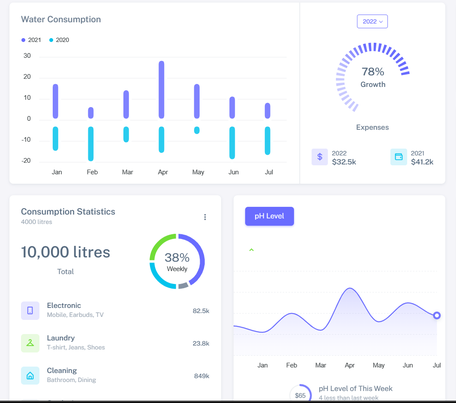 Water Consumption
2022
2021
2020
30
20
10
0
-10
-20
Jan
Feb
Mar
Apr
May
Jun
Jul
78%
Growth
Expenses
2022
$32.5k
2021
$41.2k
Consumption Statistics
4000 litres
10,000 litres
Total
38%
Weekly
Electronic
Mobile, Earbuds, TV
82.5k
Laundry
T-shirt, Jeans, Shoes
23.8k
Cleaning
Bathroom, Dining
849k
pH Level
Jan
Feb
Mar
Apr
May
Jun
Jul
$65
pH Level of This Week
4 less than last week